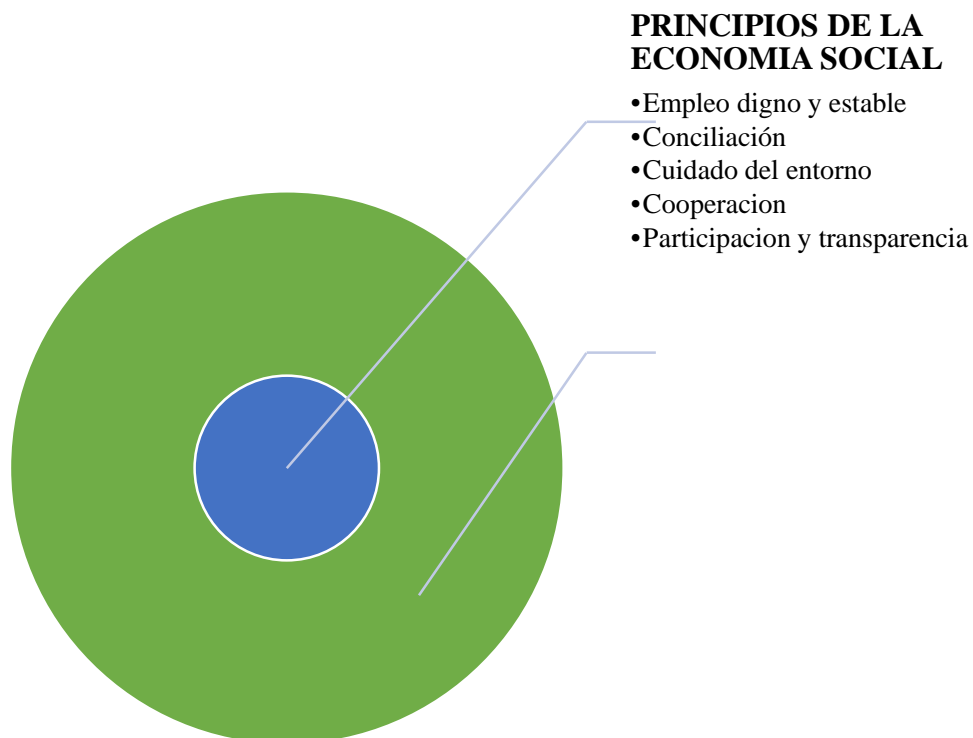 PRINCIPIOS DE LA
ECONOMIA SOCIAL
•Empleo digno y estable
•Conciliación
•Cuidado del entorno
•Cooperacion
•Participacion y transparencia